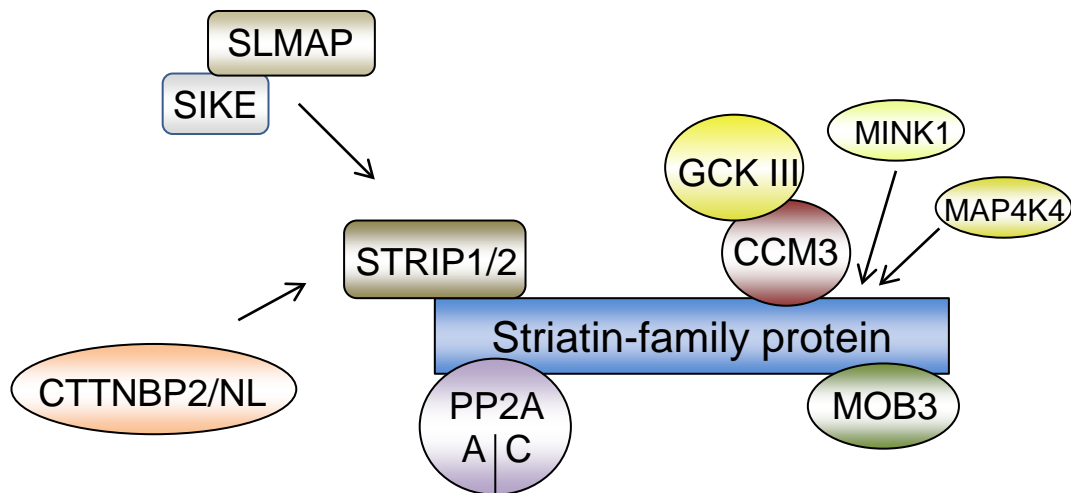 SLMAP
SIKE
MINK1
GCK III
MAP4K4
STRIP1/2
CCM3
Striatin-family protein
CTTNBP2/NL
PP2A
A C
MOB3